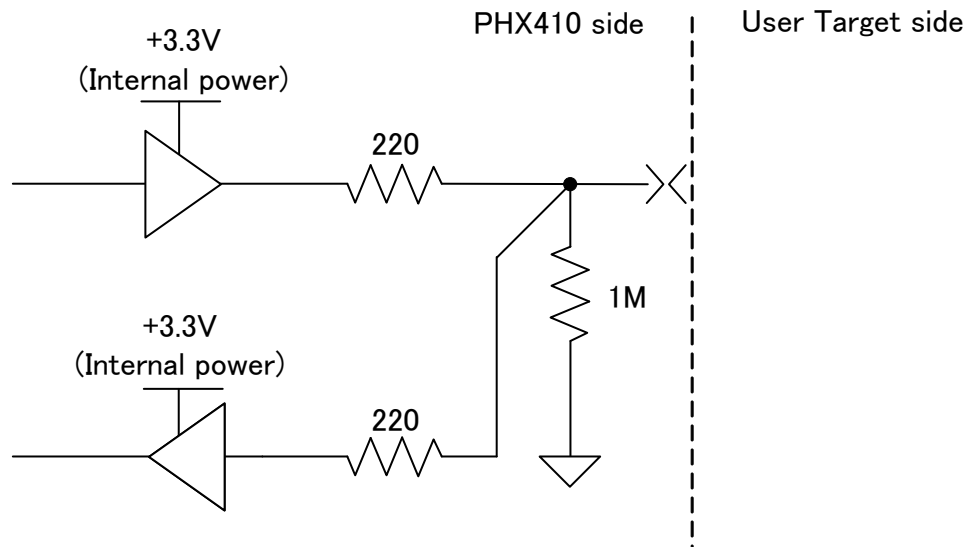 PHX410 side
User Target side
+3.3V
(Internal power)
220
1M
+3.3V
(Internal power)
220